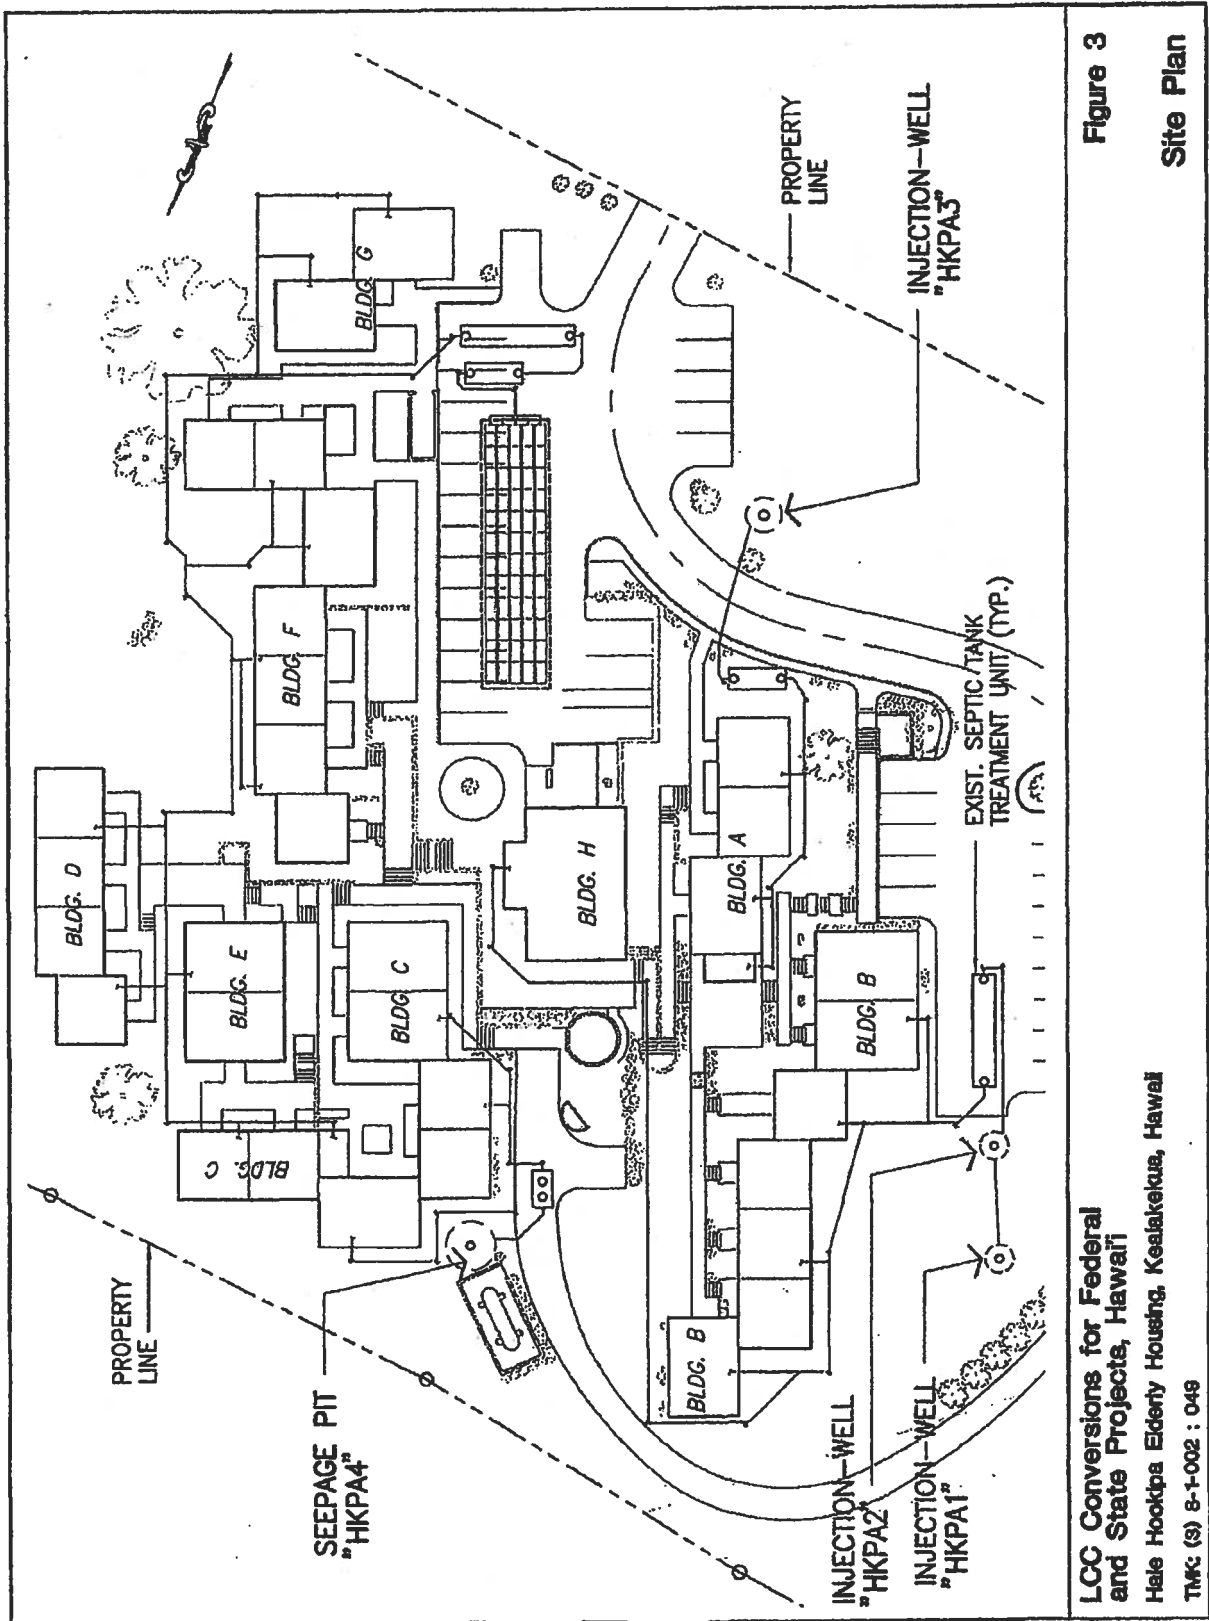 PROPERTY
LINE
SEEPAGE PIT
"HKPA4"
BLDG. D
BLDG. E
BLDG. C
BLDG. C
BLDG. F
BLDG. G
BLDG. H
BLDG. A
BLDG. B
BLDG. B
PROPERTY
LINE
INJECTION-WELL
"HKPA3"
EXIST. SEPTIC TANK
TREATMENT UNIT (TYP.)
INJECTION-WELL
"HKPA2"
INJECTION-WELL
"HKPA1"
LCC Conversions for Federal
and State Projects, Hawai'i
Hale Hookipa Elderly Housing, Kealakekua, Hawaii
TMK: (3) 8-1-002 : 049
Figure 3
Site Plan